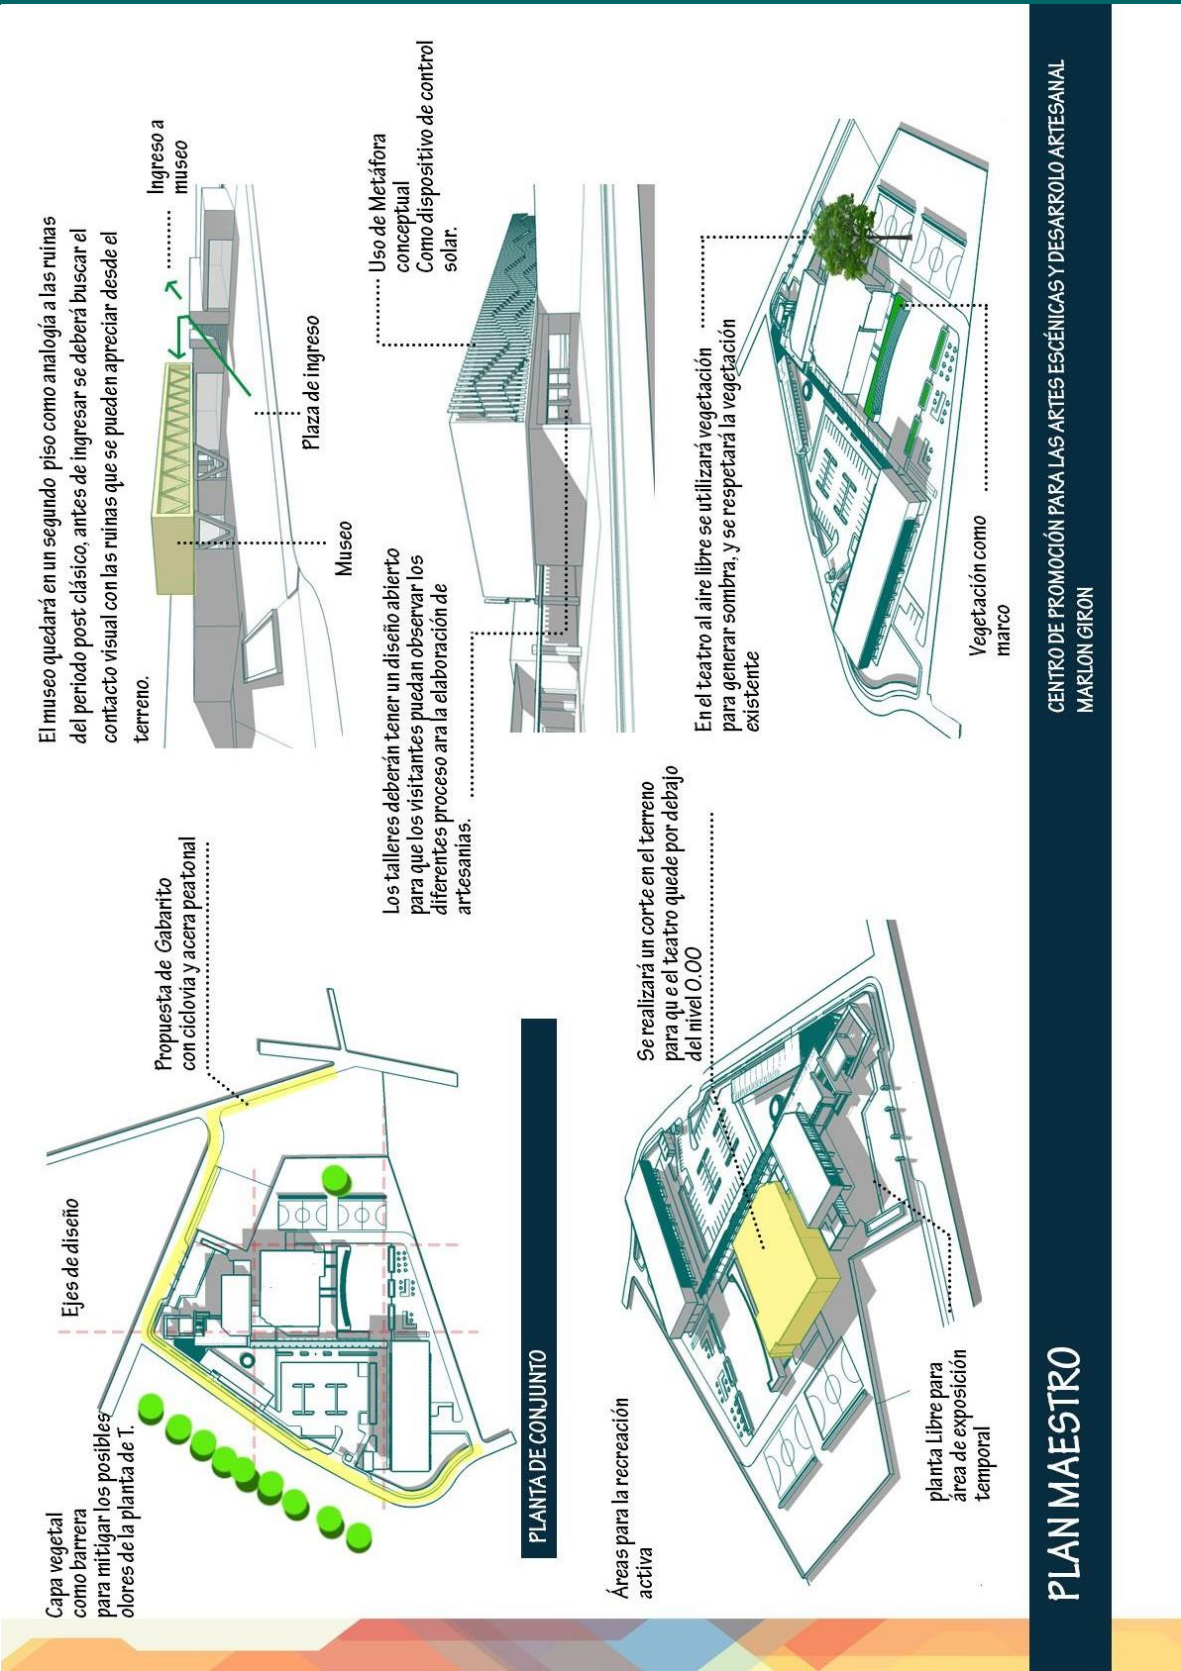 Capa vegetal
como barrera
para mitigar los posibles
olores de la planta de T.
Ejes de diseño
Propuesta de Gabarito
con ciclovia y acera peatonal
PLANTA DE CONJUNTO
El museo quedará en un segundo piso como analogía a las ruinas
del periodo post clásico, antes de ingresar se deberá buscar el
contacto visual con las ruinas que se pueden apreciar desde el
terreno.
Ingreso a
museo
Plaza de ingreso
Museo
Los talleres deberán tener un diseño abierto
para que los visitantes puedan observar los
diferentes proceso ara la elaboración de
artesanias.
Uso de Metáfora
conceptual
Como dispositivo de control
solar.
Áreas para la recreación
activa
Se realizará un corte en el terreno
para qu e el teatro quede por debajo
del nivel 0.00
planta Libre para
área de exposición
temporal
En el teatro al aire libre se utilizará vegetación
para generar sombra, y se respetará la vegetación
existente
Vegetación como
marco
PLAN MAESTRO
CENTRO DE PROMOCIÓN PARA LAS ARTES ESCÉNICAS Y DESARROLO ARTESANAL
MARLON GIRON